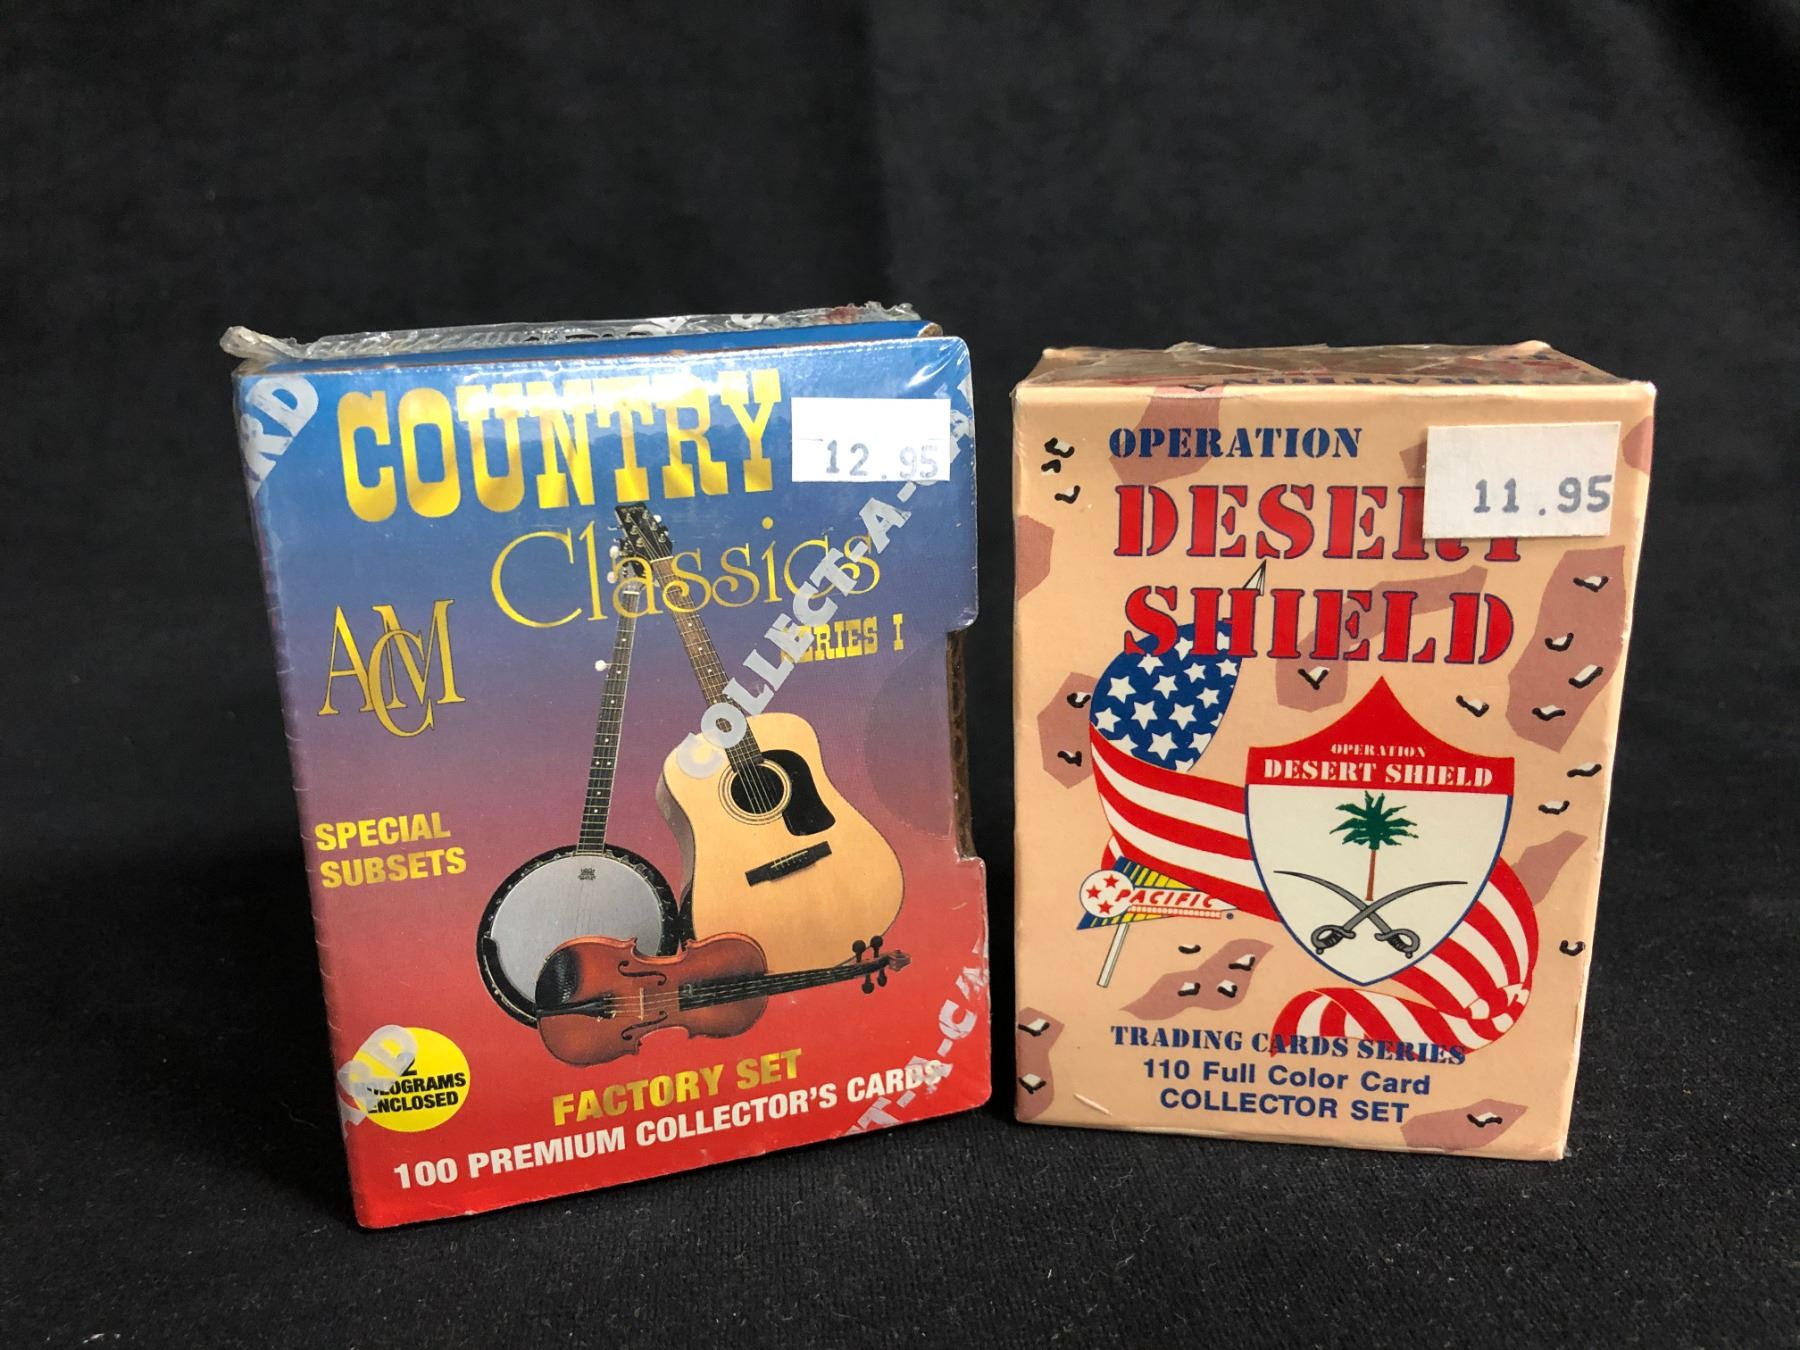 COUNTRY
12.95
Classics
SERIES I
ACM
SPECIAL
SUBSETS
COLLECT-A-CARD
2
HOLOGRAMS
ENCLOSED
FACTORY SET
100 PREMIUM COLLECTOR'S CARDS
OPERATION
11.95
DESERT
SHIELD
OPERATION
DESERT SHIELD
PACIFIC
TRADING CARDS SERIES
110 Full Color Card
COLLECTOR SET